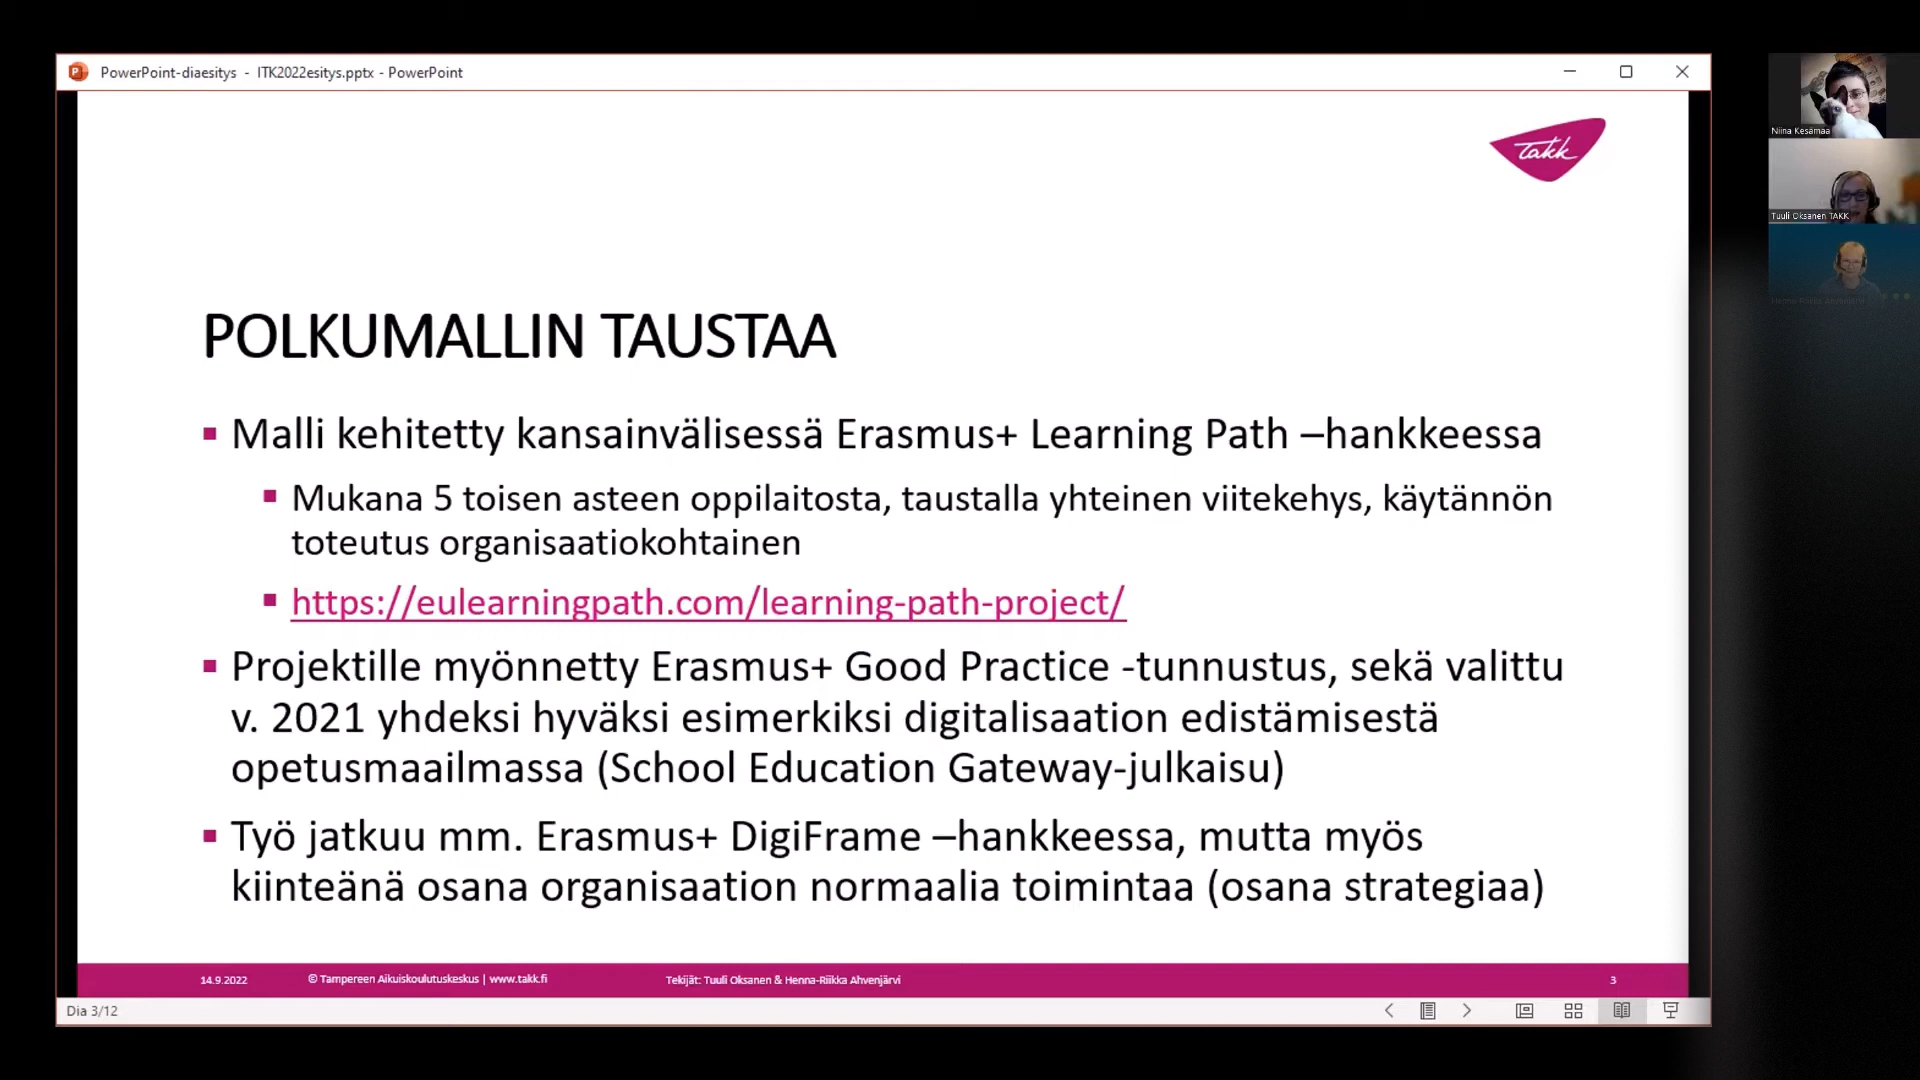 PowerPoint-diaesitys - ITK2022esitys.pptx - PowerPoint
takk
Niina Kesämaa
Tuuli Oksanen TAKK
Henna-Riikka Ahvenjärvi
POLKUMALLIN TAUSTAA
Malli kehitetty kansainvälisessä Erasmus+ Learning Path –hankkeessa
Mukana 5 toisen asteen oppilaitosta, taustalla yhteinen viitekehys, käytännön
toteutus organisaatiokohtainen
https://eulearningpath.com/learning-path-project/
Projektille myönnetty Erasmus+ Good Practice -tunnustus, sekä valittu
v. 2021 yhdeksi hyväksi esimerkiksi digitalisaation edistämisestä
opetusmaailmassa (School Education Gateway-julkaisu)
Työ jatkuu mm. Erasmus+ DigiFrame –hankkeessa, mutta myös
kiinteänä osana organisaation normaalia toimintaa (osana strategiaa)
14.9.2022 © Tampereen Aikuiskoulutuskeskus | www.takk.fi Tekijät: Tuuli Oksanen & Henna-Riikka Ahvenjärvi 3
Dia 3/12